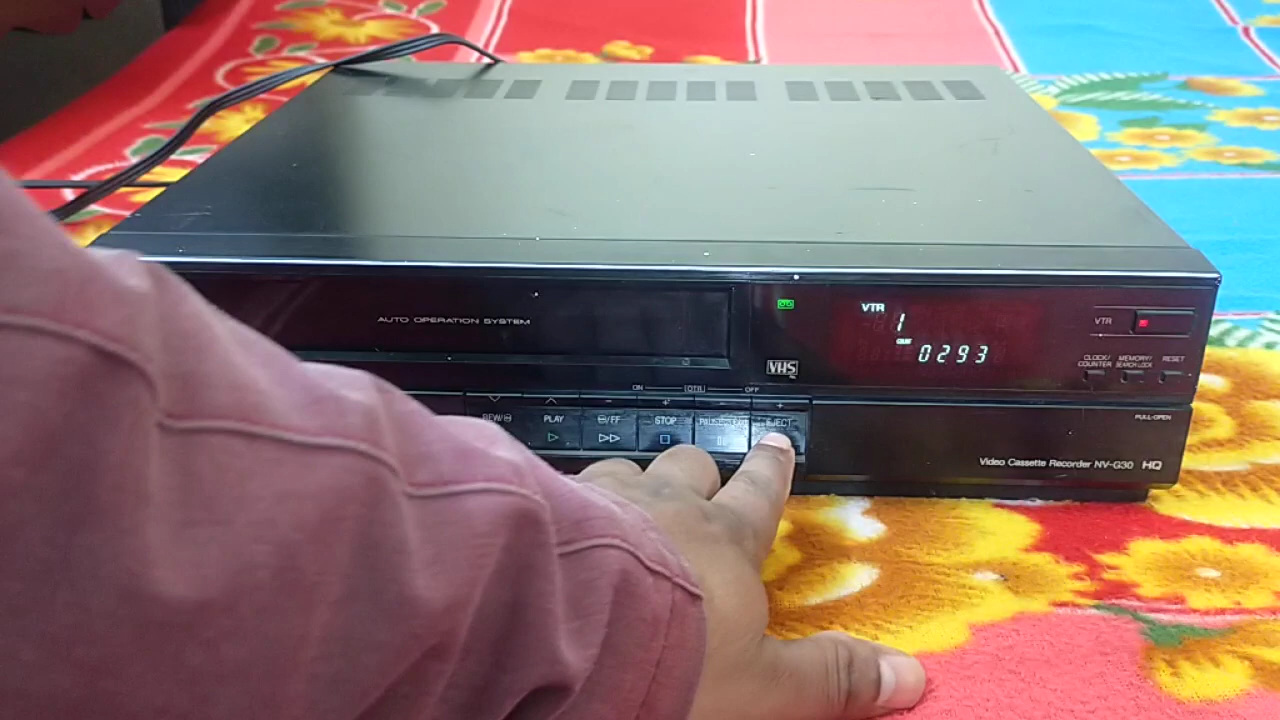 AUTO OPERATION SYSTEM
VTR
1
0293
VHS
VTR
CLOCK/
COUNTER
MEMORY/
SEARCH LOCK
RESET
ON
OTR
OFF
REW/
PLAY
/FF
STOP
EJECT
PULL-OPEN
Video Cassette Recorder NV-G30 HQ